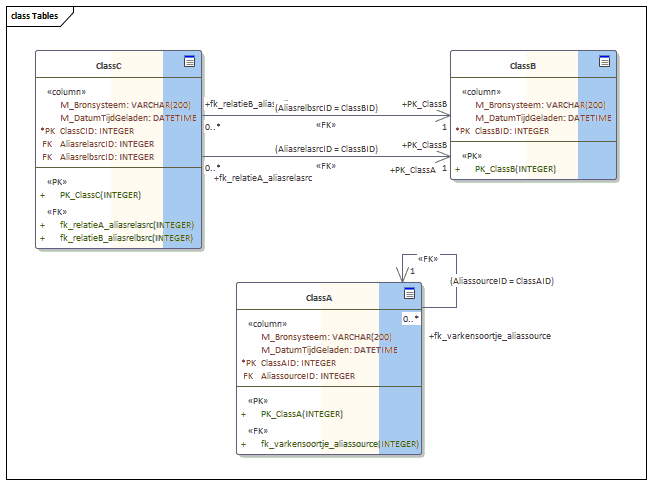 class Tables
ClassC
«column»
M_Bronsysteem: VARCHAR(200)
M_DatumTijdGeladen: DATETIME
*PK ClassCID: INTEGER
FK AliasrelasrcID: INTEGER
FK AliasrelbsrcID: INTEGER
«PK»
+ PK_ClassC(INTEGER)
«FK»
+ fk_relatieA_aliasrelasrc(INTEGER)
+ fk_relatieB_aliasrelbsrc(INTEGER)
+fk_relatieB_alias
(AliasrelbsrcID = ClassBID)
+PK_ClassB
0..*
«FK»
1
(AliasrelasrcID = ClassBID)
+PK_ClassB
0..*
«FK»
+PK_ClassA
1
+fk_relatieA_aliasrelasrc
ClassB
«column»
M_Bronsysteem: VARCHAR(200)
M_DatumTijdGeladen: DATETIME
*PK ClassBID: INTEGER
«PK»
+ PK_ClassB(INTEGER)
«FK»
1
(AliassourceID = ClassAID)
0..*
+fk_varkensoortje_aliassource
ClassA
«column»
M_Bronsysteem: VARCHAR(200)
M_DatumTijdGeladen: DATETIME
*PK ClassAID: INTEGER
FK AliassourceID: INTEGER
«PK»
+ PK_ClassA(INTEGER)
«FK»
+ fk_varkensoortje_aliassource(INTEGER)